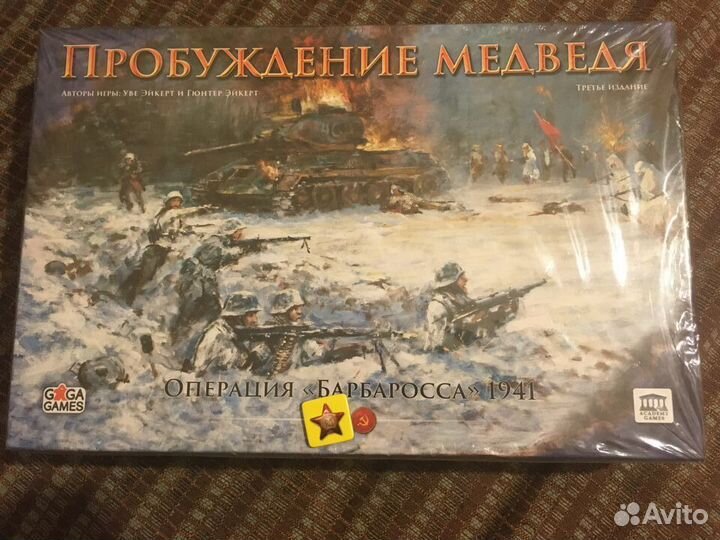 Пробуждение медведя
Авторы игры: Уве Эйкерт и Гюнтер Эйкерт
Третье издание
Операция «Барбаросса» 1941
GAGA
GAMES
ACADEMY
GAMES
Avito